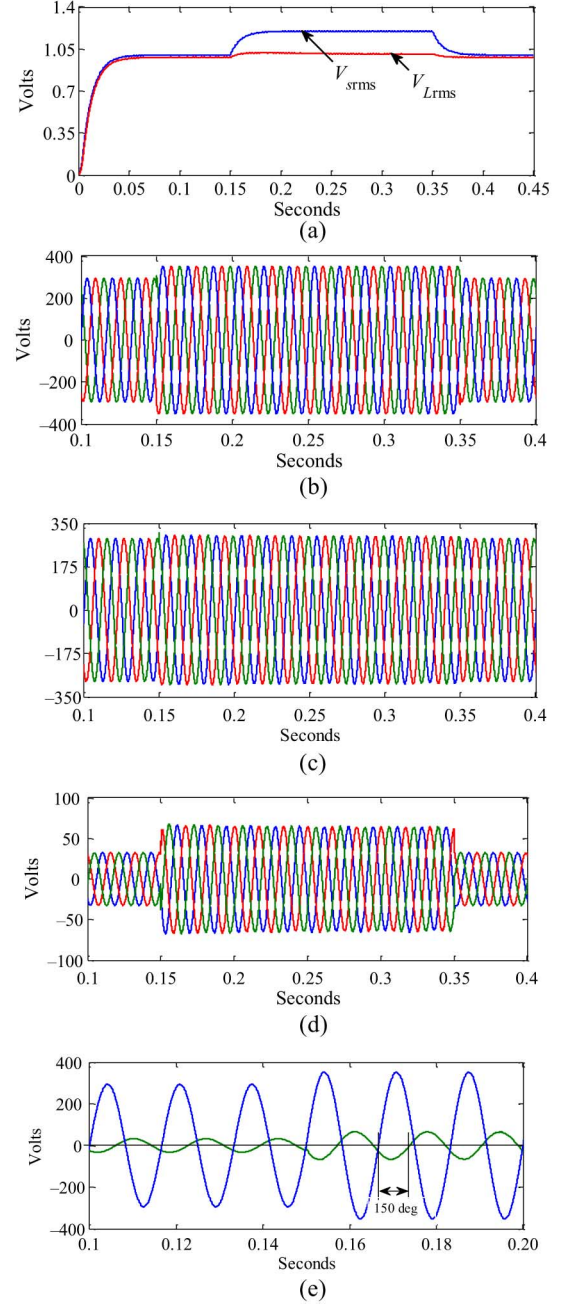 1.4
1.05
0.7
0.35
0
Volts
V_srms
V_Lrms
0 0.05 0.1 0.15 0.2 0.25 0.3 0.35 0.4 0.45
Seconds
(a)
400
200
0
−200
−400
Volts
0.1 0.15 0.2 0.25 0.3 0.35 0.4
Seconds
(b)
350
175
0
−175
−350
Volts
0.1 0.15 0.2 0.25 0.3 0.35 0.4
Seconds
(c)
100
50
0
−50
−100
Volts
0.1 0.15 0.2 0.25 0.3 0.35 0.4
Seconds
(d)
400
200
0
−200
−400
Volts
150 deg
0.1 0.12 0.14 0.16 0.18 0.20
Seconds
(e)